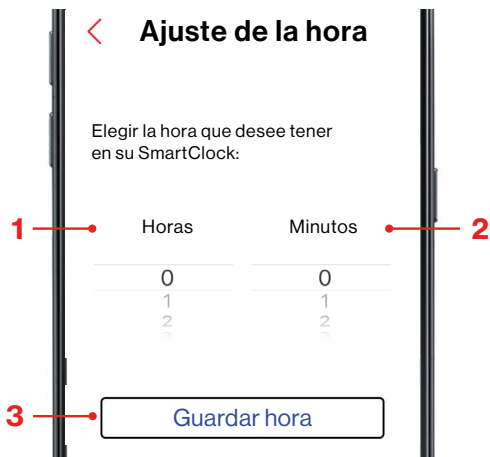 Ajuste de la hora
Elegir la hora que desee tener
en su SmartClock:
1 Horas Minutos 2
0 0
1 1
2 2
3 Guardar hora